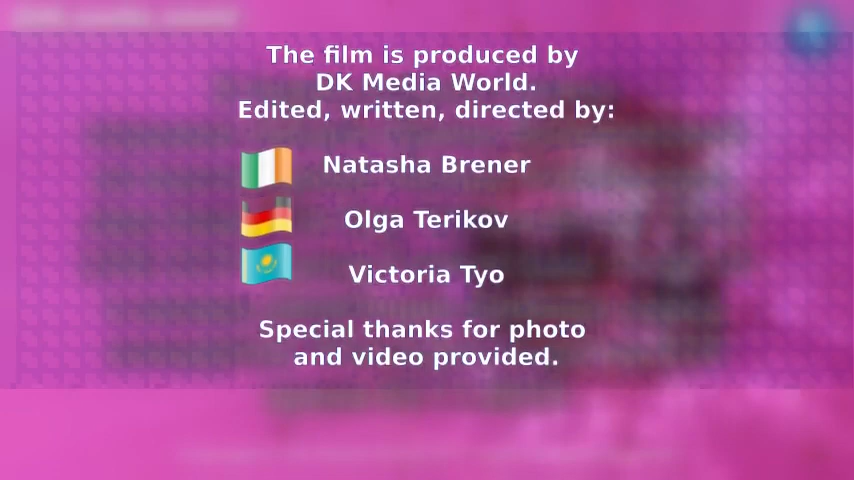 The film is produced by
DK Media World.
Edited, written, directed by:
Natasha Brener
Olga Terikov
Victoria Tyo
Special thanks for photo
and video provided.